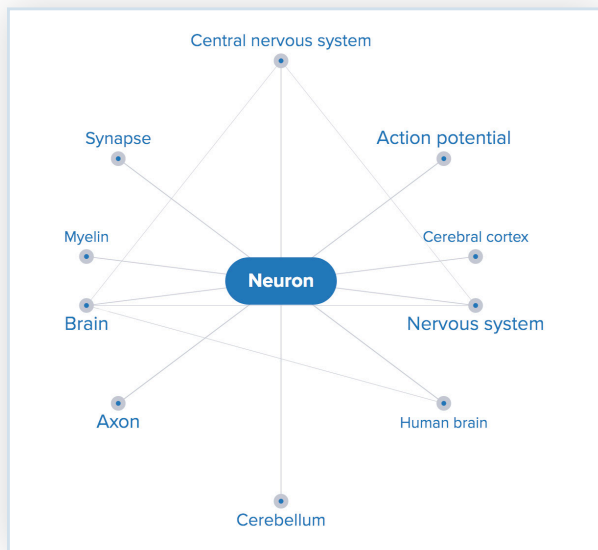 Central nervous system
Synapse
Action potential
Myelin
Cerebral cortex
Neuron
Brain
Nervous system
Axon
Human brain
Cerebellum